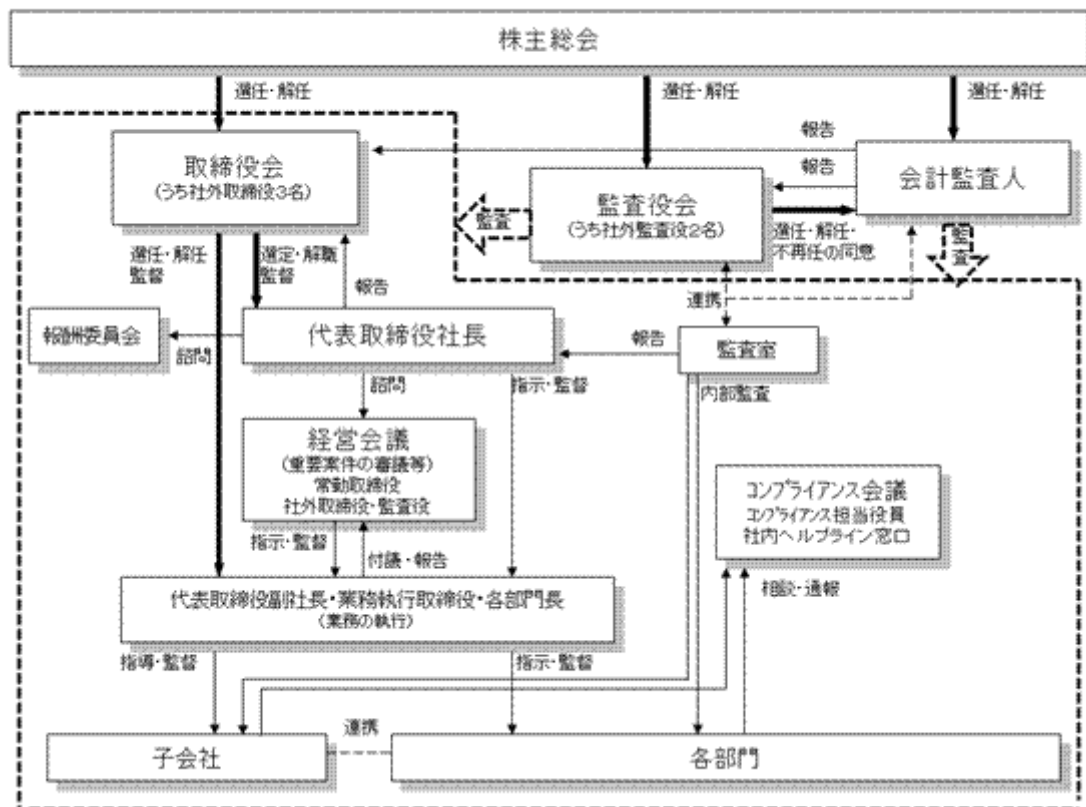 株主総会
選任・解任
選任・解任
選任・解任
取締役会
(うち社外取締役3名)
報告
報告
会計監査人
監査
監査役会
(うち社外監査役2名)
選任・解任・
不再任の同意
監査
選任・解任
監督
選定・解職
監督
報告
連携
報酬委員会
諮問
代表取締役社長
報告
監査室
諮問
指示・監督
内部監査
経営会議
(重要案件の審議等)
常勤取締役
社外取締役・監査役
コンプライアンス会議
コンプライアンス担当役員
社内ヘルプライン窓口
指示・監督
付議・報告
相談・通報
代表取締役副社長・業務執行取締役・各部門長
(業務の執行)
指導・監督
指示・監督
子会社
連携
各部門